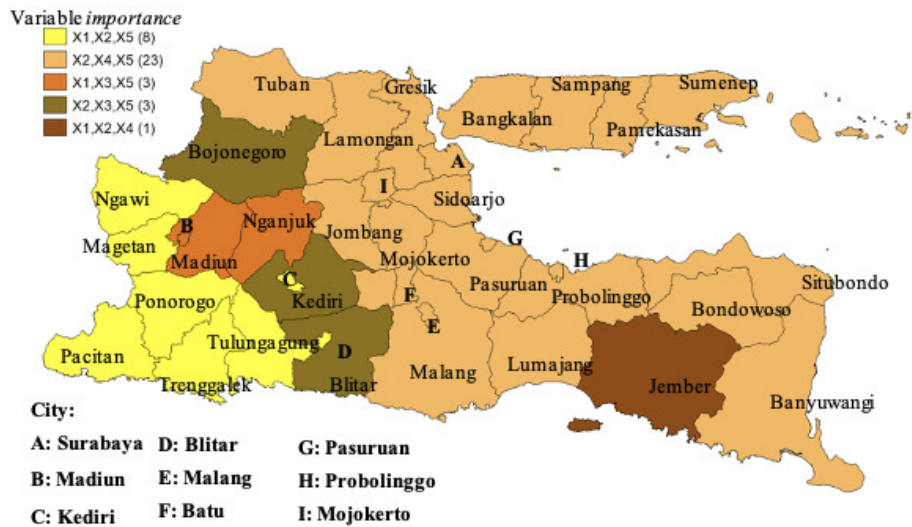 Variable importance
X1,X2,X5 (8)
X2,X4,X5 (23)
X1,X3,X5 (3)
X2,X3,X5 (3)
X1,X2,X4 (1)
Tuban
Gresik
Sampang
Sumenep
Bangkalan
Pamekasan
Lamongan
Bojonegoro
A
Ngawi
I
Sidoarjo
B
Nganjuk
Jombang
Magetan
Madiun
Mojokerto
G
H
C
Kediri
Ponorogo
F
Pasuruan
Probolinggo
Situbondo
Bondowoso
E
Pacitan
Tulungagung
D
Trenggalek
Blitar
Malang
Lumajang
Jember
Banyuwangi
City:
A: Surabaya D: Blitar G: Pasuruan
B: Madiun E: Malang H: Probolinggo
C: Kediri F: Batu I: Mojokerto